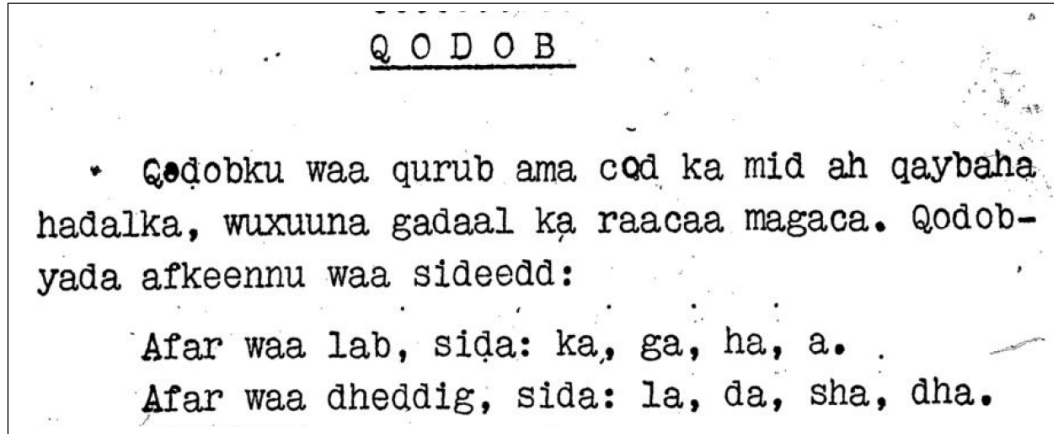 Q O D O B
Qodobku waa qurub ama cod ka mid ah qaybaha
hadalka, wuxuuna gadaal ka raacaa magaca. Qodob-
yada afkeennu waa sideedd:
Afar waa lab, sida: ka, ga, ha, a.
Afar waa dheddig, sida: la, da, sha, dha.